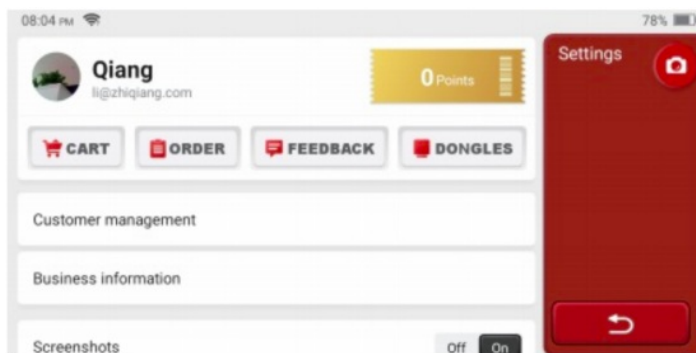 08:04 PM 78%
Qiang
li@zhiqiang.com
0 Points
Settings
CART ORDER FEEDBACK DONGLES
Customer management
Business information
Screenshots Off On